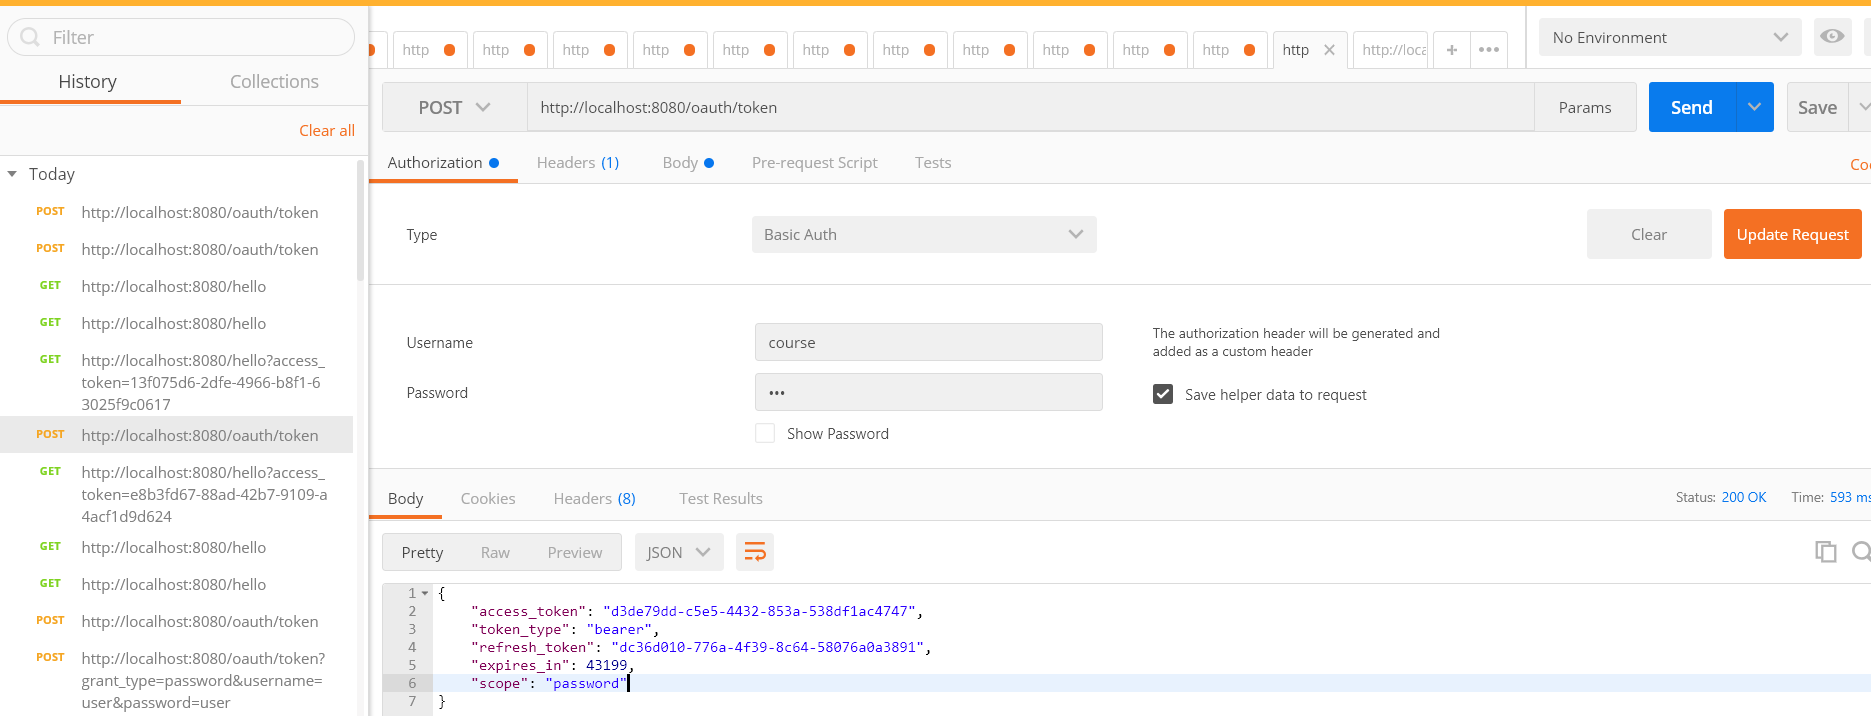 Filter
History Collections
Clear all
Today
POST http://localhost:8080/oauth/token
POST http://localhost:8080/oauth/token
GET http://localhost:8080/hello
GET http://localhost:8080/hello
GET http://localhost:8080/hello?access_
token=13f075d6-2dfe-4966-b8f1-6
3025f9c0617
POST http://localhost:8080/oauth/token
GET http://localhost:8080/hello?access_
token=e8b3fd67-88ad-42b7-9109-a
4acf1d9d624
GET http://localhost:8080/hello
GET http://localhost:8080/hello
POST http://localhost:8080/oauth/token
POST http://localhost:8080/oauth/token?
grant_type=password&username=
user&password=user
http http http http http http http http http http http http http://loca + •••
No Environment
POST http://localhost:8080/oauth/token Params Send Save
Authorization Headers (1) Body Pre-request Script Tests
Type Basic Auth Clear Update Request
Username course
The authorization header will be generated and
added as a custom header
Password •••
Save helper data to request
Show Password
Body Cookies Headers (8) Test Results Status: 200 OK Time: 593 ms
Pretty Raw Preview JSON
1 {
2 "access_token": "d3de79dd-c5e5-4432-853a-538df1ac4747",
3 "token_type": "bearer",
4 "refresh_token": "dc36d010-776a-4f39-8c64-58076a0a3891",
5 "expires_in": 43199,
6 "scope": "password"
7 }